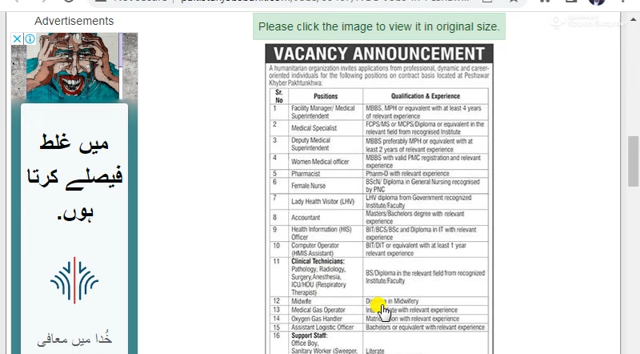 Advertisements
میں غلط
فیصلے کرتا
ہوں.
خُدا میں معافی
Please click the image to view it in original size.
VACANCY ANNOUNCEMENT
A humanitarian organization invites applications from professional, dynamic and career-
oriented individuals for the following positions on contract basis located at Peshawar
Khyber Pakhtunkhwa:
Sr. No Positions Qualification & Experience
1 Facility Manager/ Medical Superintendent MBBS, MPH or equivalent with at least 4 years of relevant experience
2 Medical Specialist FCPS/MS or MCPS/Diploma or equivalent in the relevant field from recognised Institute
3 Deputy Medical Superintendent MBBS preferably MPH or equivalent with at least 2 years of relevant experience
4 Women Medical officer MBBS with valid PMC registration and relevant experience
5 Pharmacist Pharm-D with relevant experience
6 Female Nurse BScN/ Diploma in General Nursing recognised by PNC
7 Lady Health Visitor (LHV) LHV diploma from Government recognized Institute/Faculty
8 Accountant Masters/Bachelors degree with relevant experience
9 Health Information (HIS) Officer BIT/BCS/BSc and Diploma in IT with relevant experience
10 Computer Operator (HMIS Assistant) BIT/DIT or equivalent with at least 1 year relevant experience
11 Clinical Technicians: Pathology, Radiology, Surgery, Anesthesia, ICU/HDU (Respiratory Therapist) BS/Diploma in the relevant field from recognized Institute/Faculty
12 Midwife in Midwifery
13 Medical Gas Operator with relevant experience
14 Oxygen Gas Handler with relevant experience
15 Assistant Logistic Officer Bachelors or equivalent with relevant experience
16 Support Staff:
Office Boy,
Sanitary Worker (Sweeper, Literate